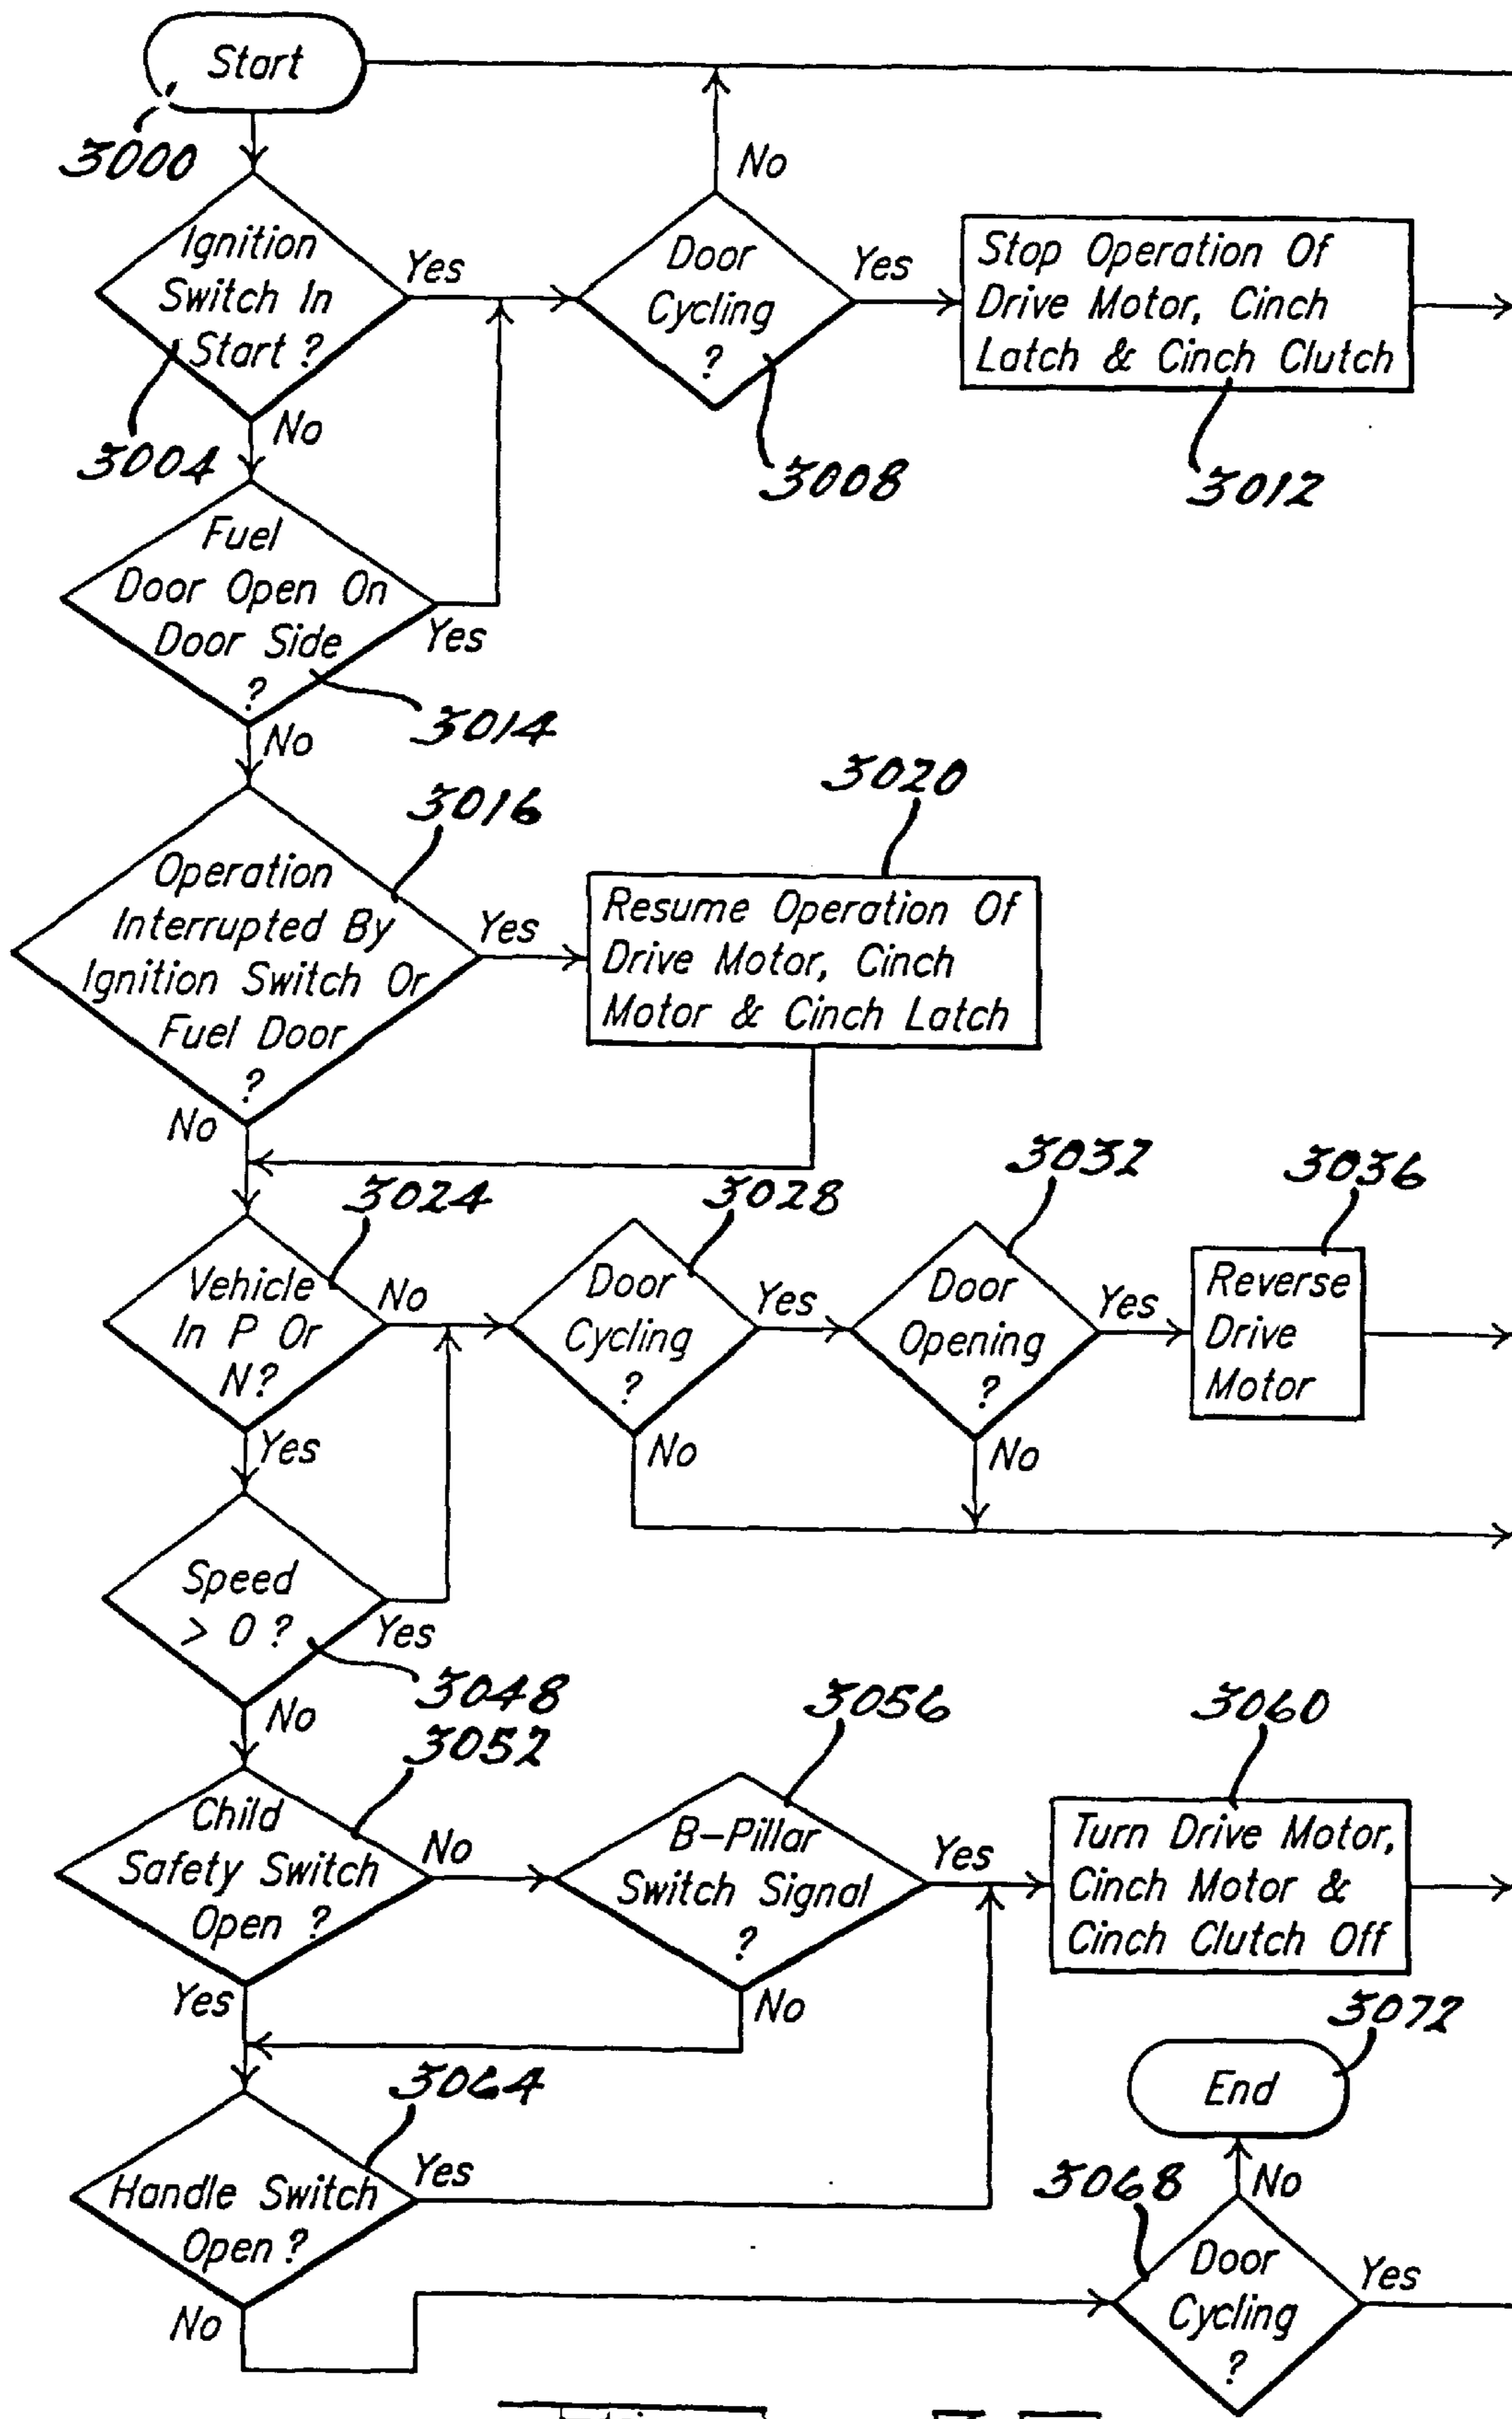 Start
3000
Ignition
Switch In
Start ?
Yes
No
3004
Door
Cycling
?
No
Yes
3008
Stop Operation Of
Drive Motor, Cinch
Latch & Cinch Clutch
3012
Fuel
Door Open On
Door Side
?
Yes
No
3014
3016
Operation
Interrupted By
Ignition Switch Or
Fuel Door
?
Yes
No
3020
Resume Operation Of
Drive Motor, Cinch
Motor & Cinch Latch
3024
Vehicle
In P Or
N?
No
Yes
3028
Door
Cycling
?
Yes
No
3032
Door
Opening
?
Yes
No
3036
Reverse
Drive
Motor
Speed
> 0 ?
Yes
No
3048
3052
Child
Safety Switch
Open ?
No
Yes
3056
B-Pillar
Switch Signal
?
Yes
No
3060
Turn Drive Motor,
Cinch Motor &
Cinch Clutch Off
3064
Handle Switch
Open?
Yes
No
3072
End
3068
No
Door
Cycling
?
Yes